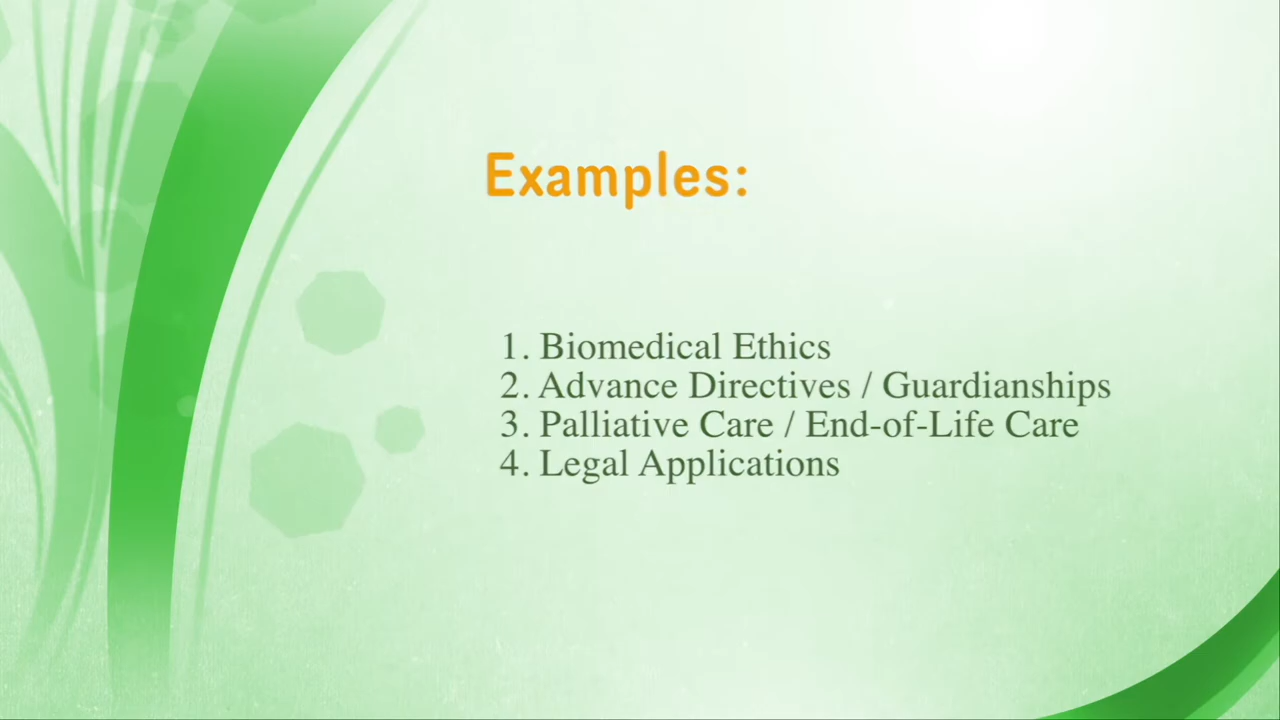 Examples:
1. Biomedical Ethics
2. Advance Directives / Guardianships
3. Palliative Care / End-of-Life Care
4. Legal Applications